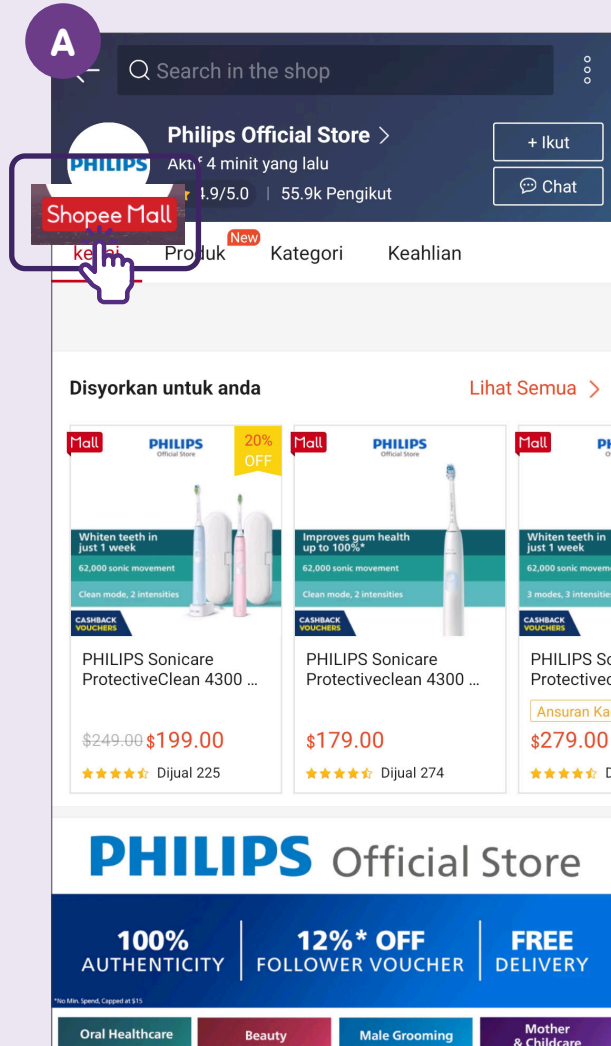 A
Search in the shop
Philips Official Store >
PHILIPS
Aktif 4 minit yang lalu
4.9/5.0 | 55.9k Pengikut
+ Ikut
Chat
Shopee Mall
Produk
New
Kategori
Keahlian
Disyorkan untuk anda
Lihat Semua >
Mall
PHILIPS
Official Store
20%
OFF
Whiten teeth in
just 1 week
62,000 sonic movement
Clean mode, 2 intensities
CASHBACK
VOUCHERS
PHILIPS Sonicare
ProtectiveClean 4300 ...
$249.00 $199.00
Dijual 225
Mall
PHILIPS
Official Store
Improves gum health
up to 100%*
62,000 sonic movement
Clean mode, 2 intensities
CASHBACK
VOUCHERS
PHILIPS Sonicare
Protectiveclean 4300 ...
$179.00
Dijual 274
Mall
Whiten teeth in
just 1 week
62,000 sonic
3 modes, 3
CASHBACK
VOUCHERS
PHILIPS
Ansuran
$279.00
PHILIPS Official Store
100%
AUTHENTICITY
12%* OFF
FOLLOWER VOUCHER
FREE
DELIVERY
*No Min. Spend, Capped at $15
Oral Healthcare
Beauty
Male Grooming
Mother
& Childcare